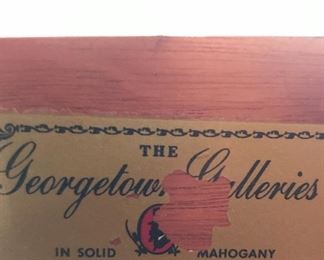 THE
Georgetown Galleries
IN SOLID MAHOGANY